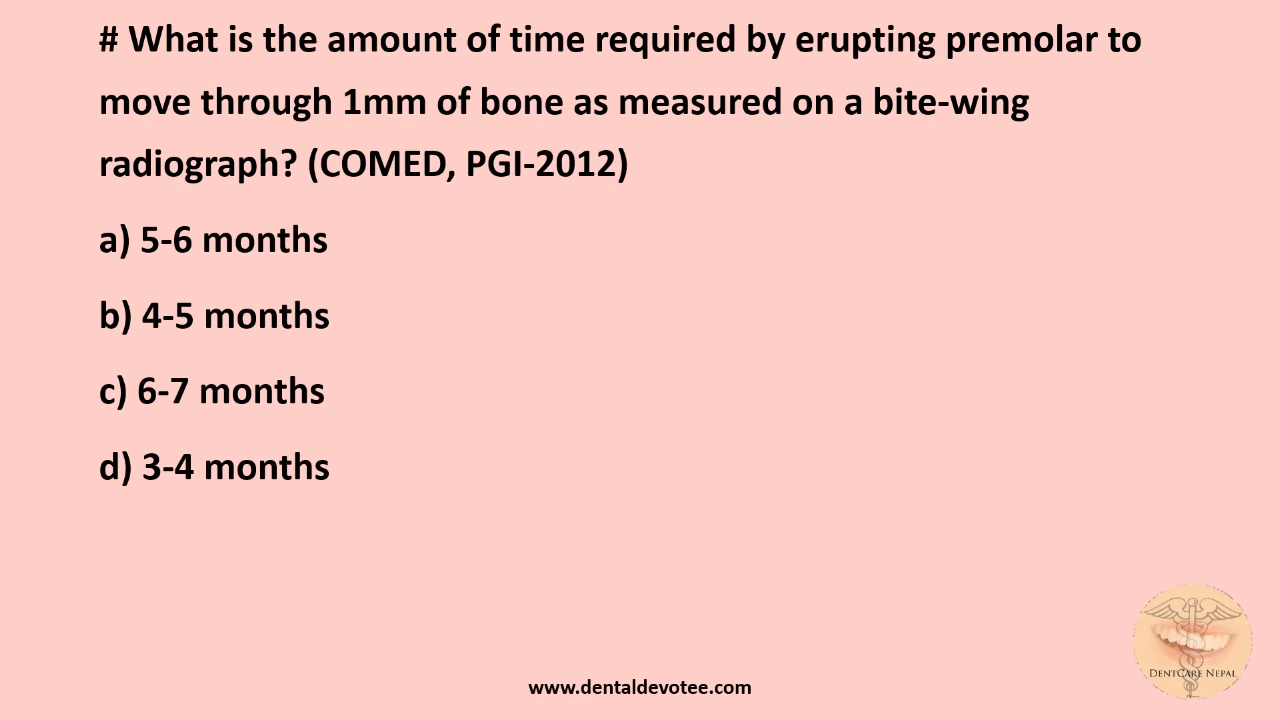 # What is the amount of time required by erupting premolar to
move through 1mm of bone as measured on a bite-wing
radiograph? (COMED, PGI-2012)
a) 5-6 months
b) 4-5 months
c) 6-7 months
d) 3-4 months
DENTCARE NEPAL
www.dentaldevotee.com